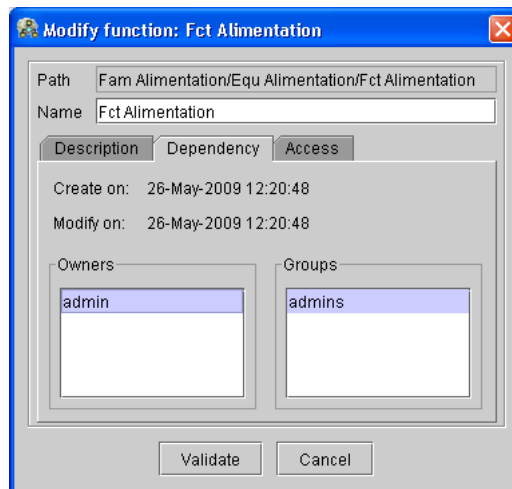 Modify function: Fct Alimentation
Path Fam Alimentation/Equ Alimentation/Fct Alimentation
Name Fct Alimentation
Description Dependency Access
Create on: 26-May-2009 12:20:48
Modify on: 26-May-2009 12:20:48
Owners Groups
admin admins
Validate Cancel